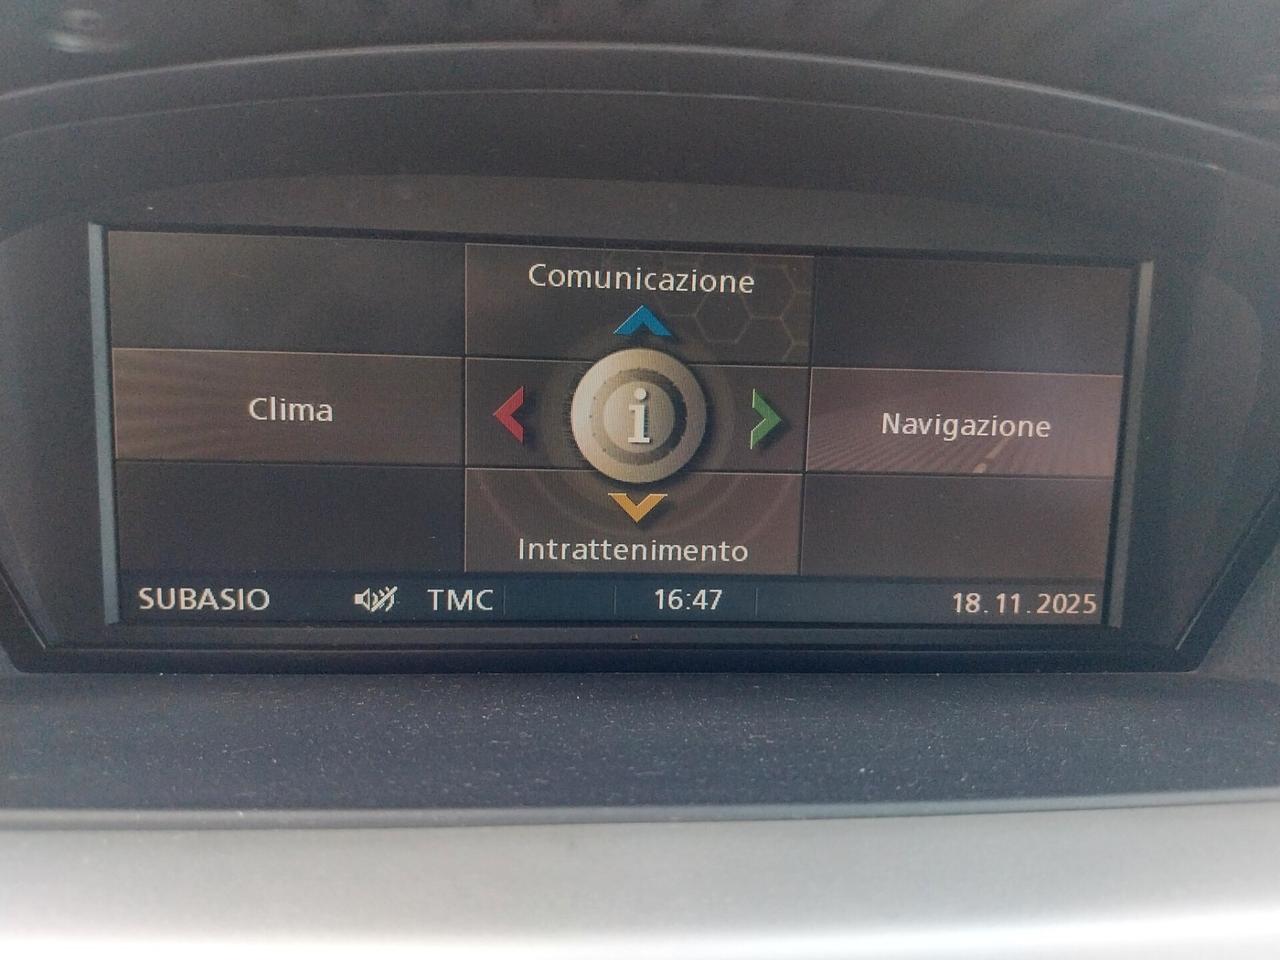 Comunicazione
Clima
i
Navigazione
Intrattenimento
SUBASIO TMC 16:47 18.11.2025